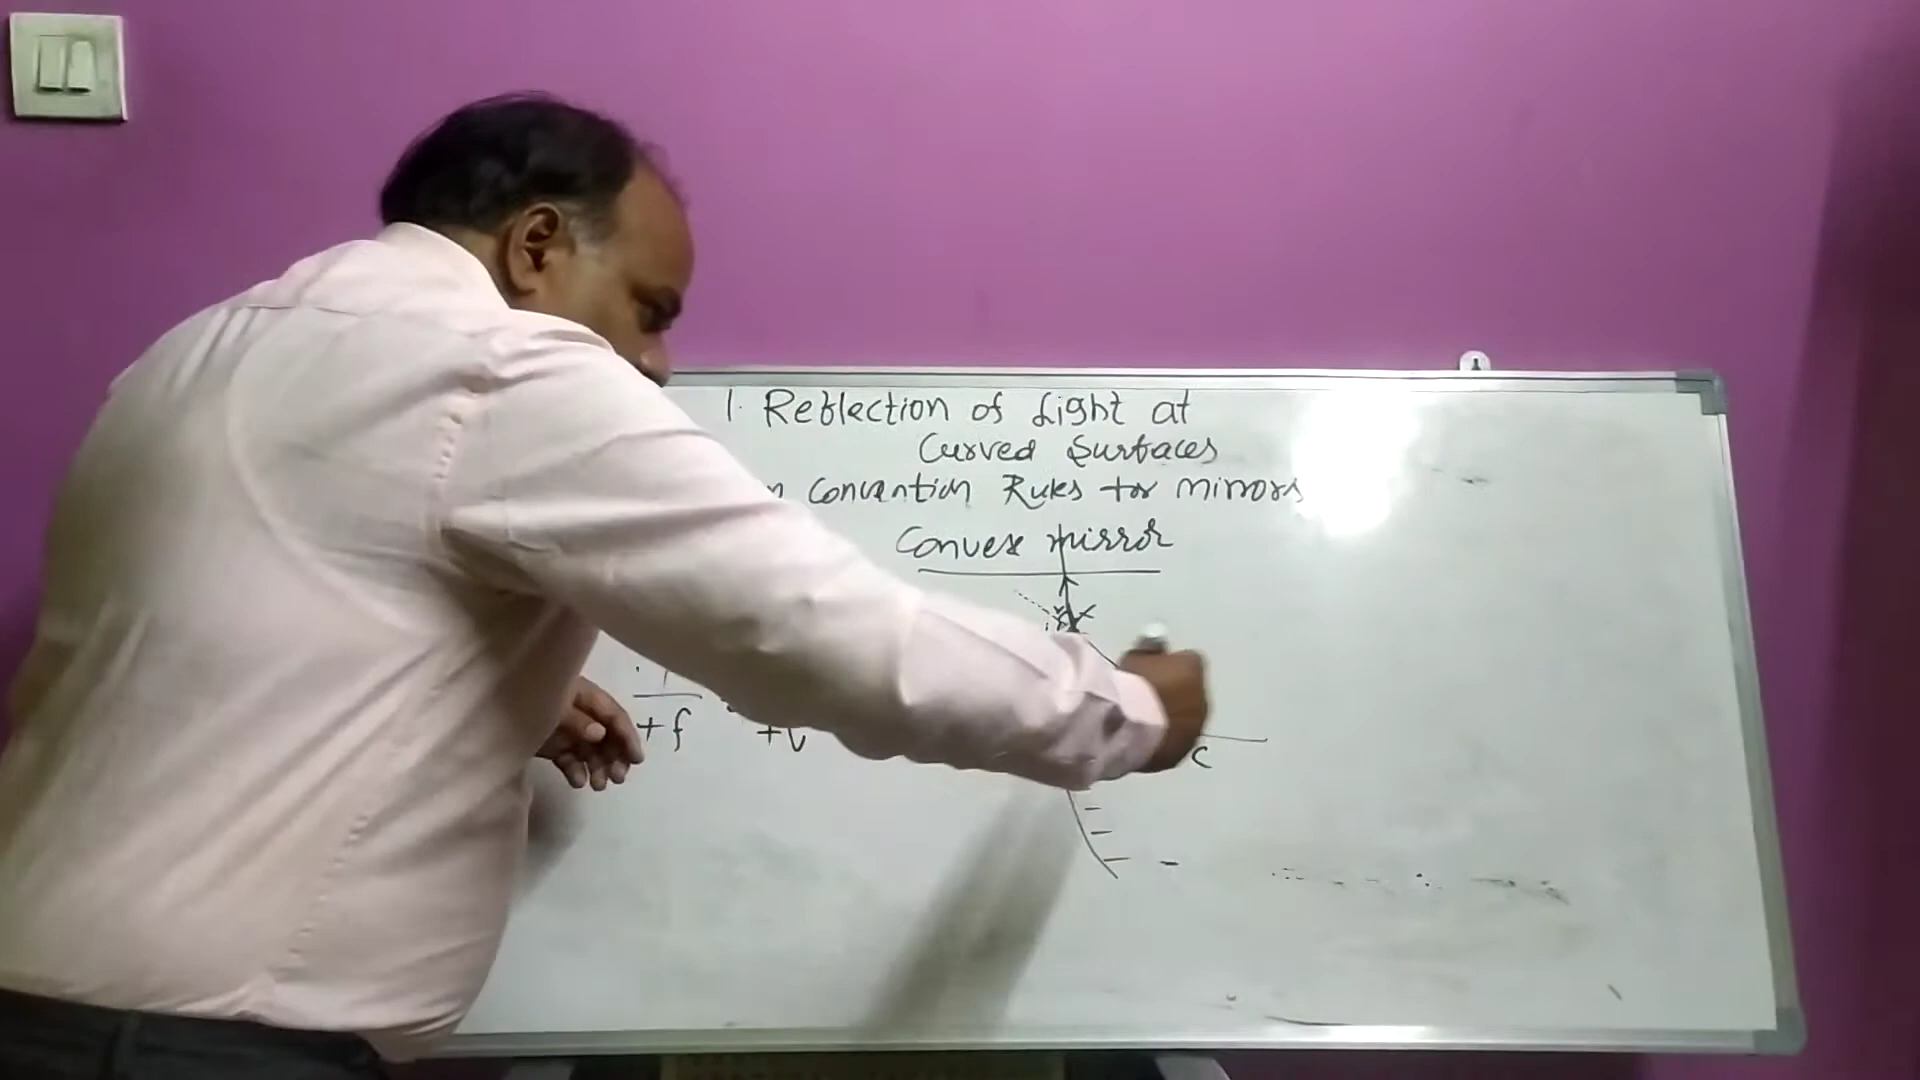 1. Reflection of Light at
Curved Surfaces
Convention Rules for mirrors
Convex mirror
+f
+v
C